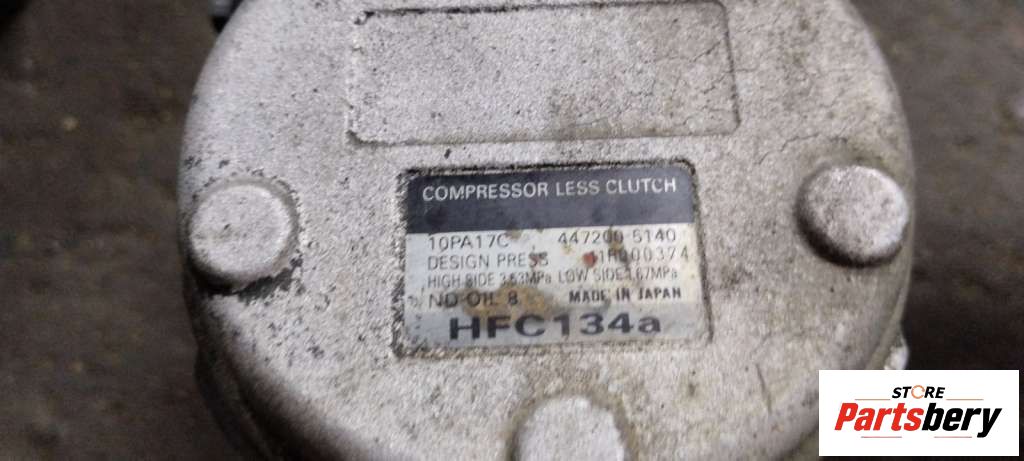 COMPRESSOR LESS CLUTCH
10PA17C 447200-5140
DESIGN PRESS
HIGH SIDE 3.53MPa LOW SIDE 1.67MPa
ND-OIL 8 MADE IN JAPAN
HFC134a
STORE
Partsbery